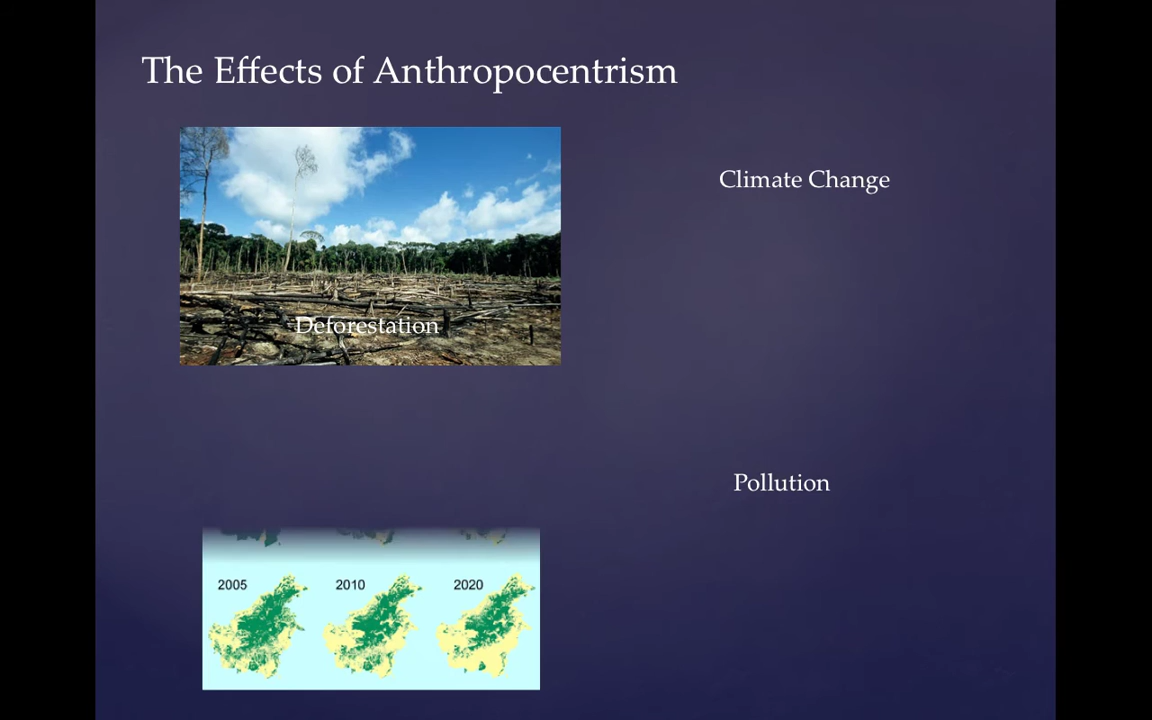 The Effects of Anthropocentrism
Climate Change
Deforestation
Pollution
2005
2010
2020